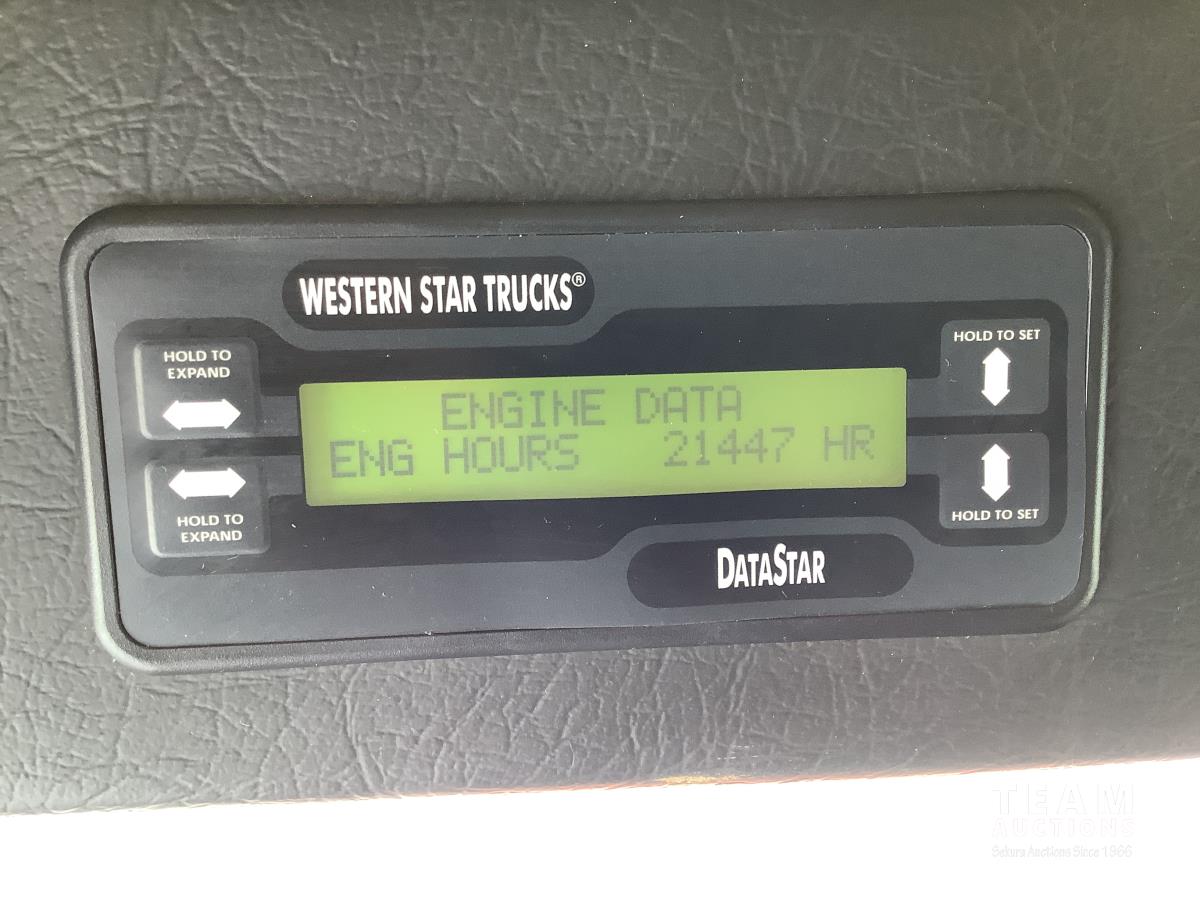 WESTERN STAR TRUCKS®
HOLD TO
EXPAND
HOLD TO SET
ENGINE DATA
ENG HOURS 21447 HR
HOLD TO
EXPAND
HOLD TO SET
DATASTAR
TEAM
AUCTIONS
Sekura Auctions Since 1966